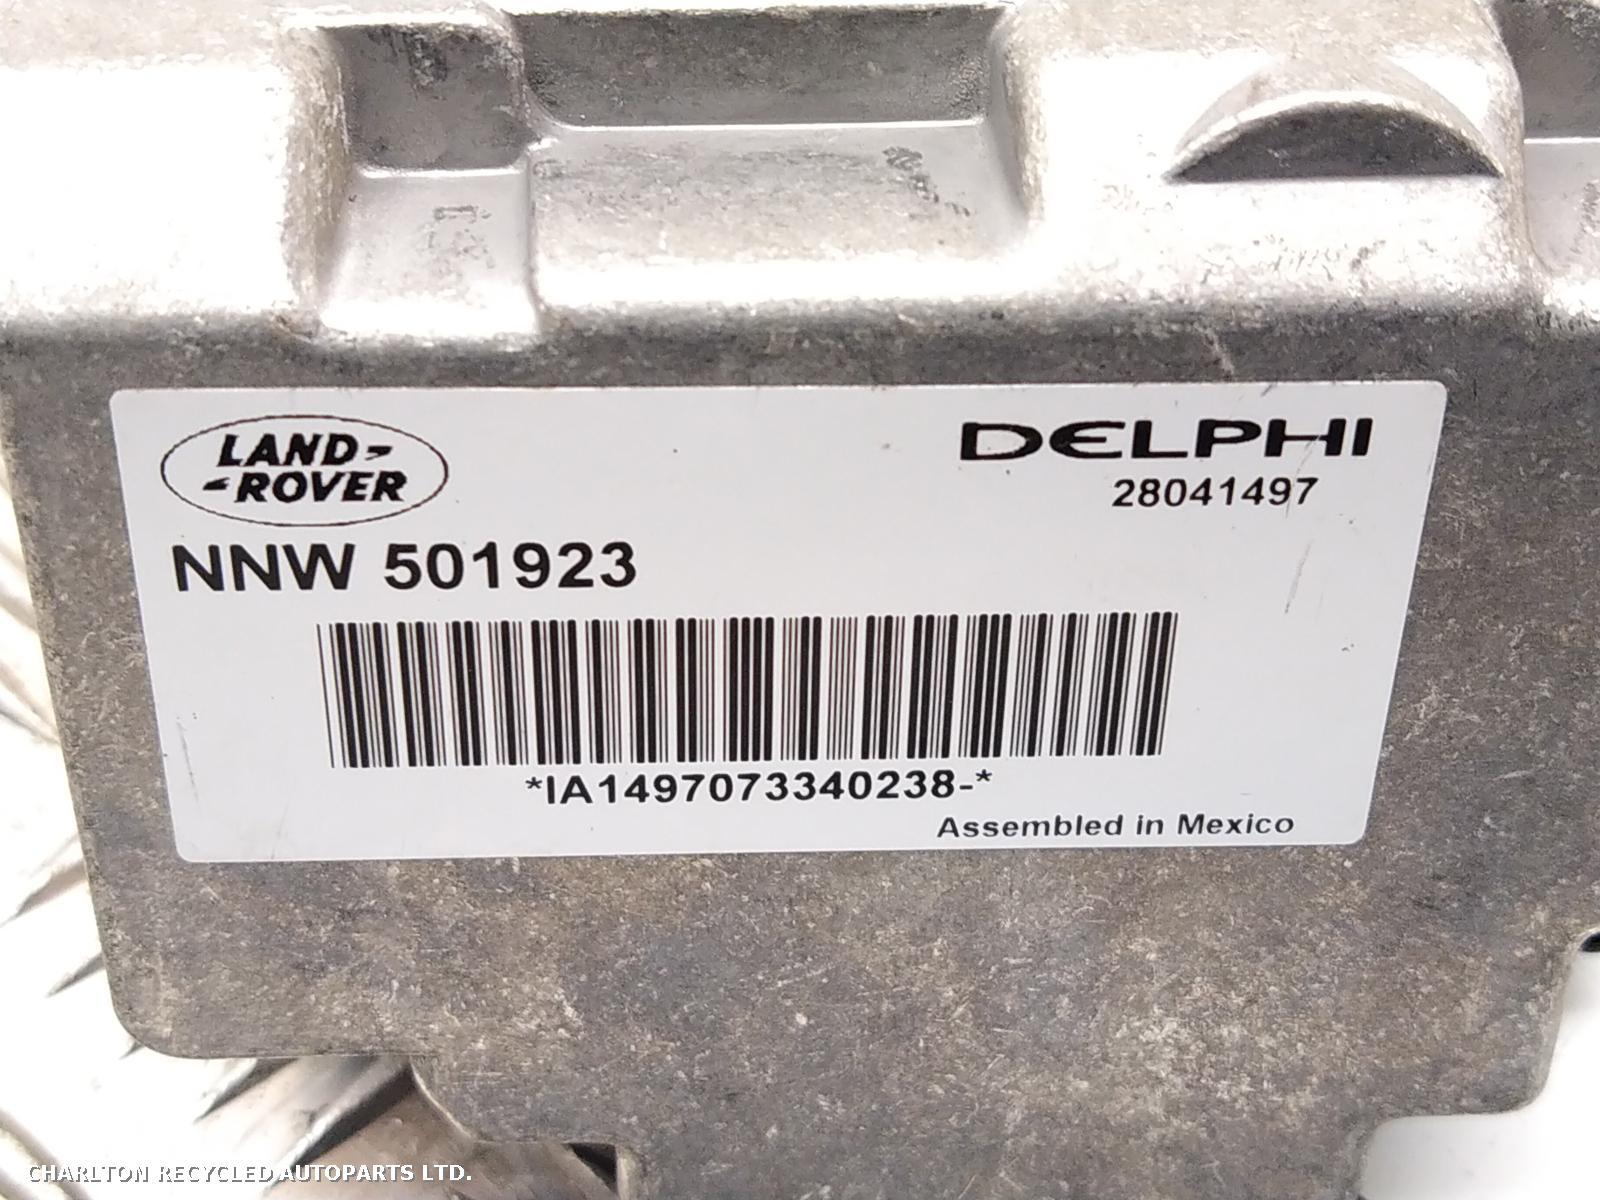 LAND-
-ROVER
DELPHI
28041497
NNW 501923
*IA1497073340238-*
Assembled in Mexico
CHARLTON RECYCLED AUTOPARTS LTD.